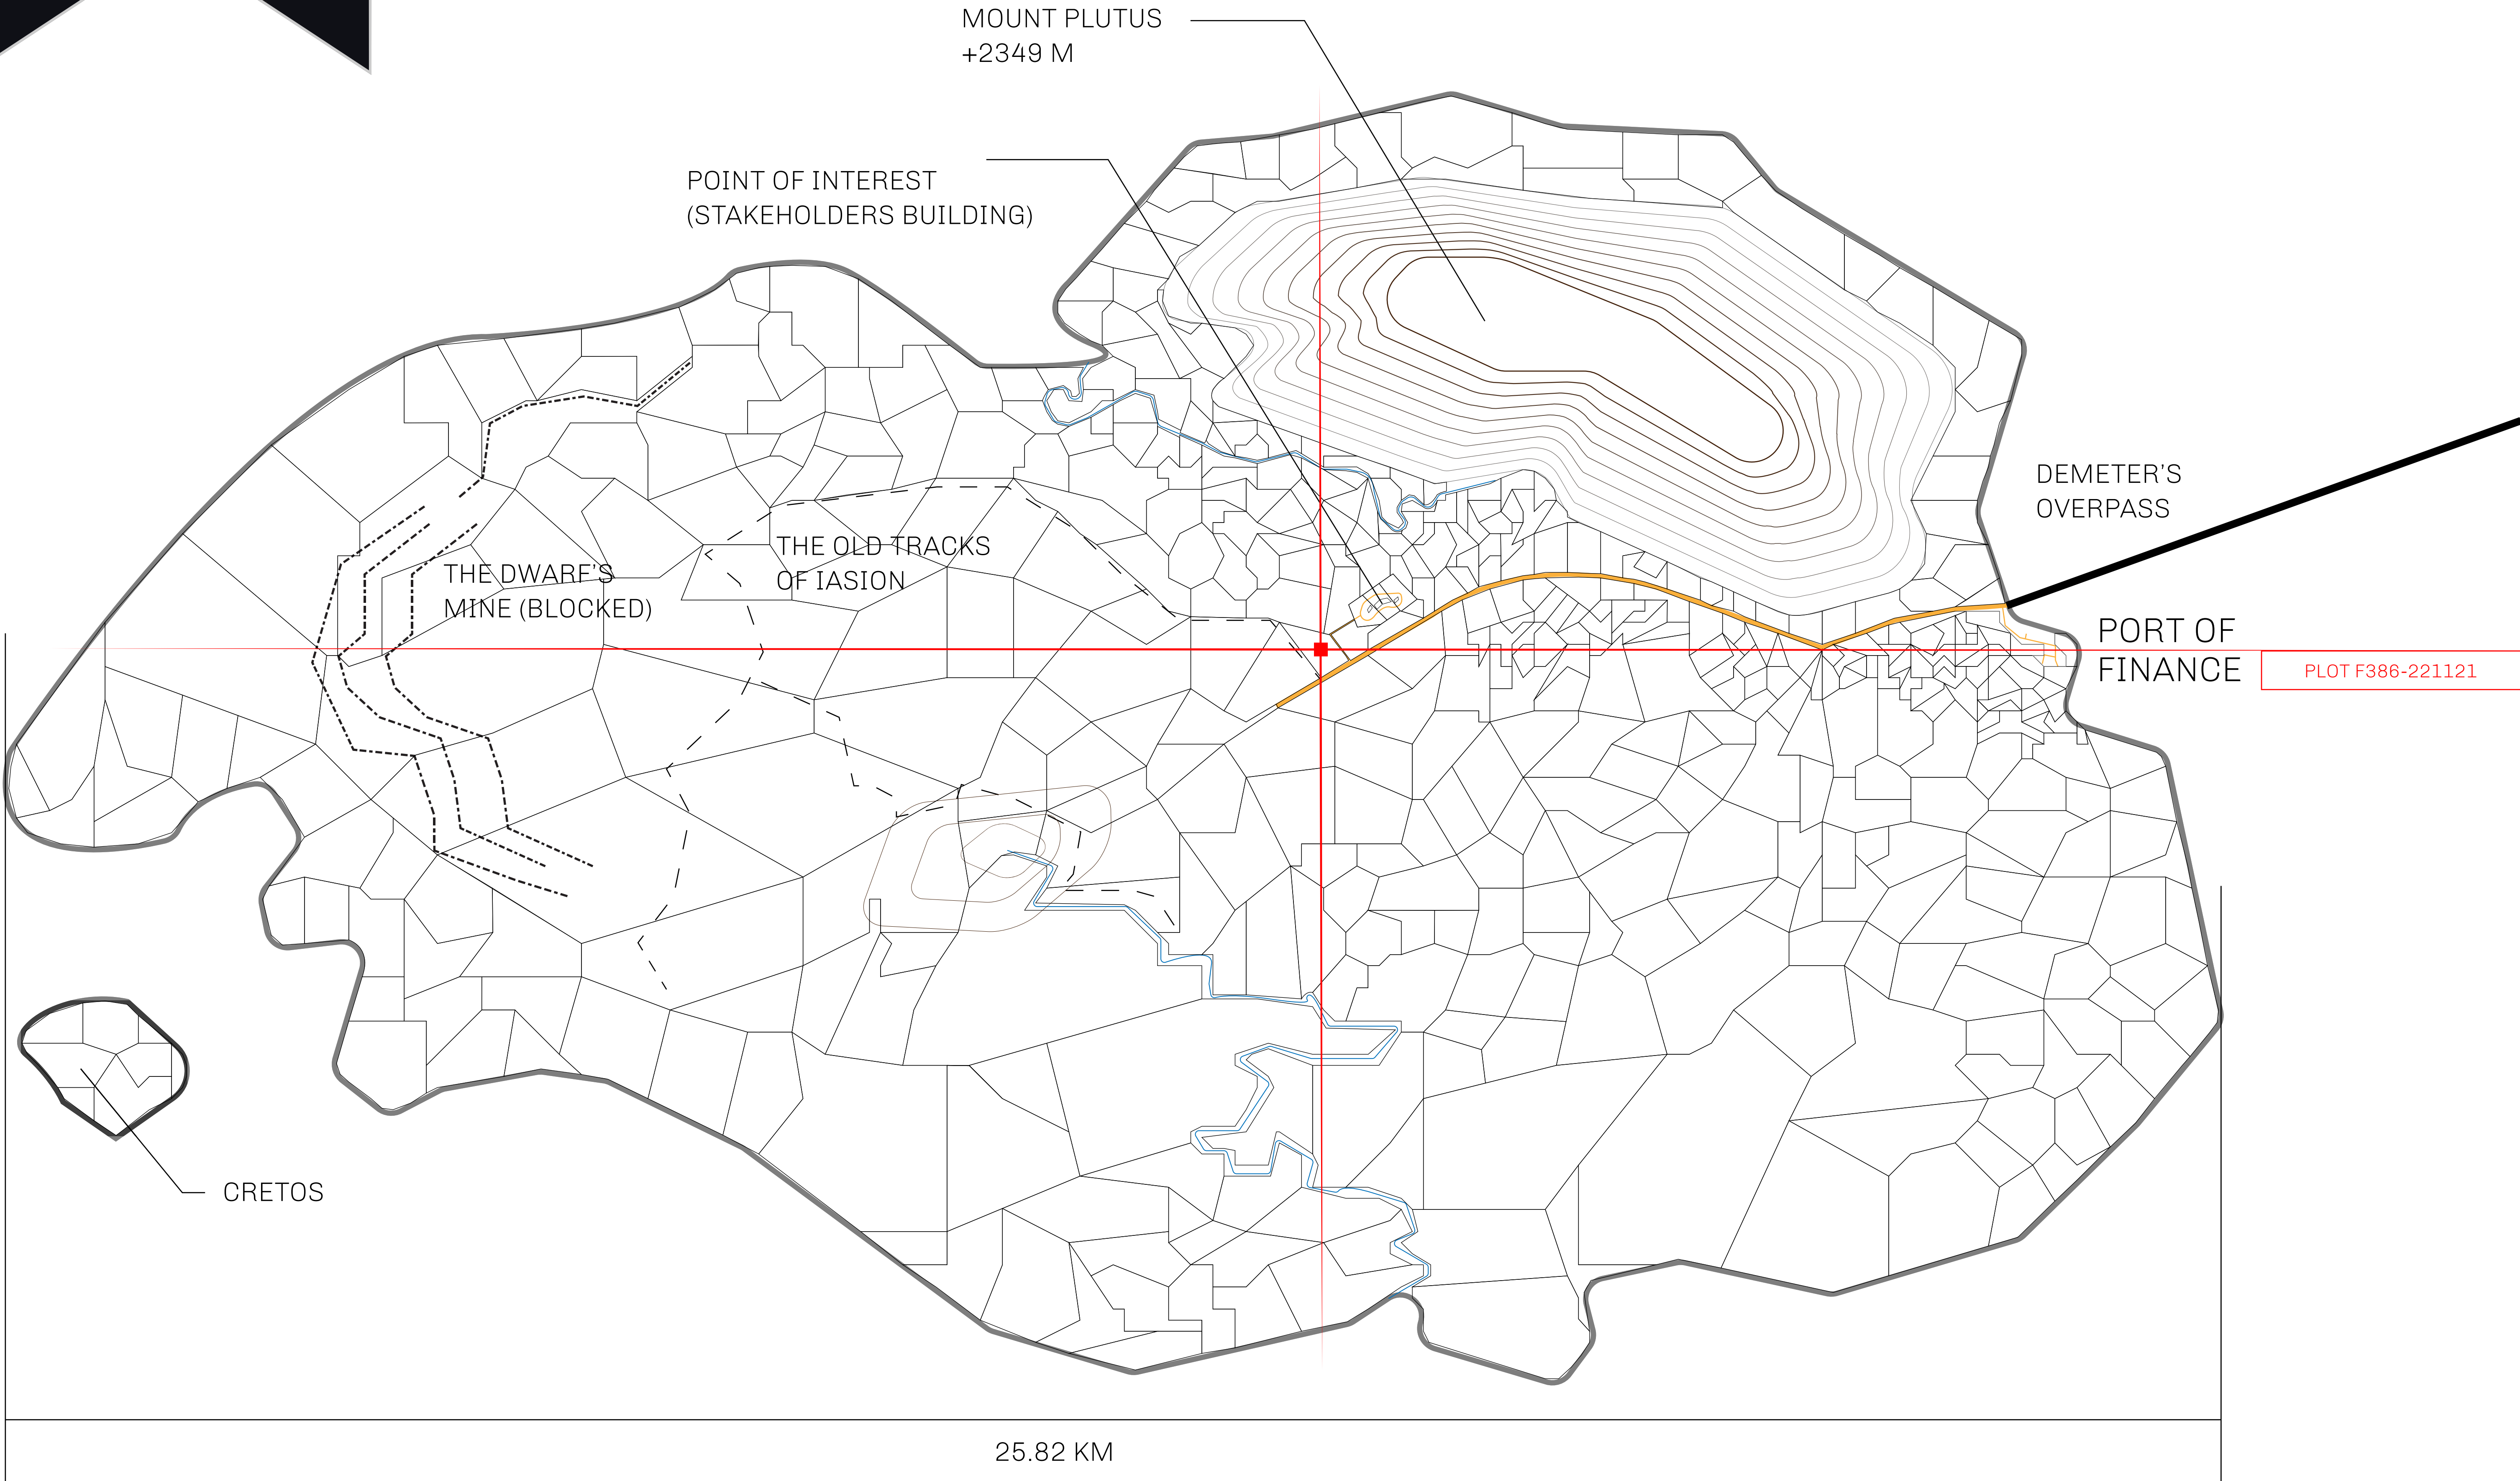 MOUNT PLUTUS
+2349 M
POINT OF INTEREST
(STAKEHOLDERS BUILDING)
DEMETER'S
OVERPASS
THE OLD TRACKS
OF IASION
THE DWARF'S
MINE (BLOCKED)
PORT OF
FINANCE
PLOT F386-221121
CRETOS
25.82 KM